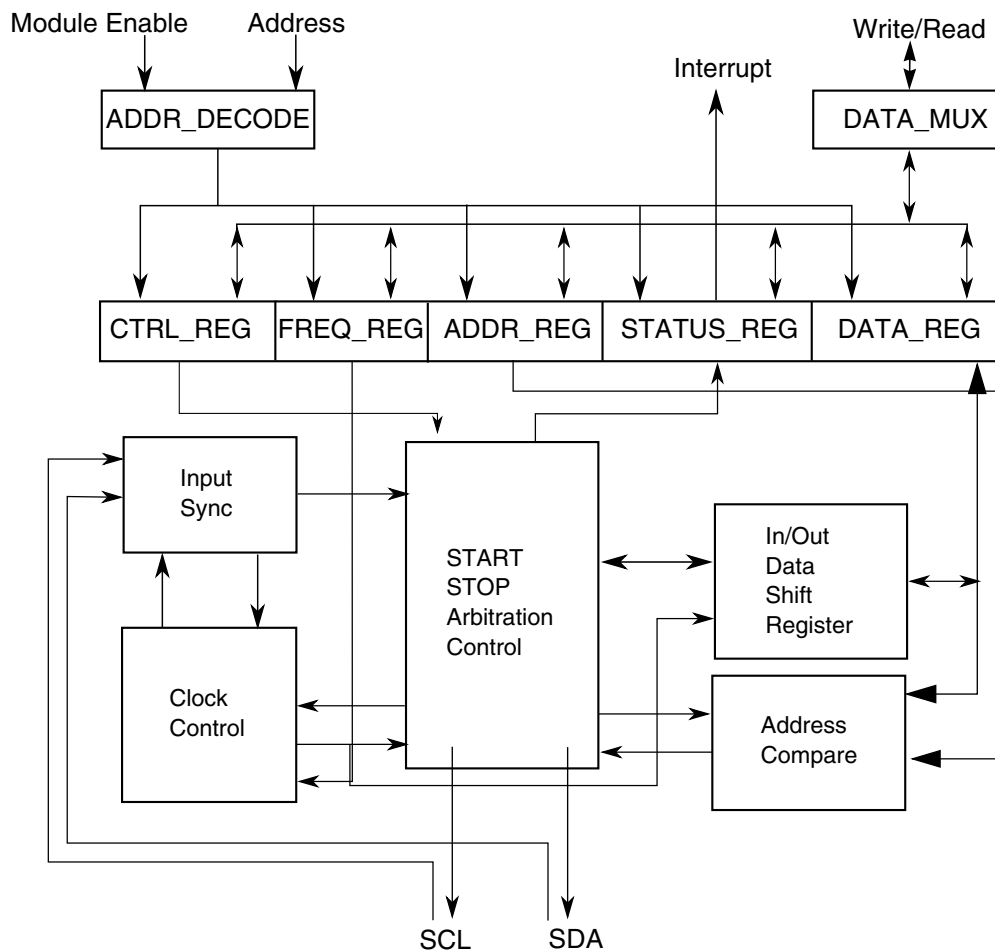 Module Enable
Address
Write/Read
Interrupt
ADDR_DECODE
DATA_MUX
CTRL_REG
FREQ_REG
ADDR_REG
STATUS_REG
DATA_REG
Input
Sync
START
STOP
Arbitration
Control
In/Out
Data
Shift
Register
Clock
Control
Address
Compare
SCL
SDA